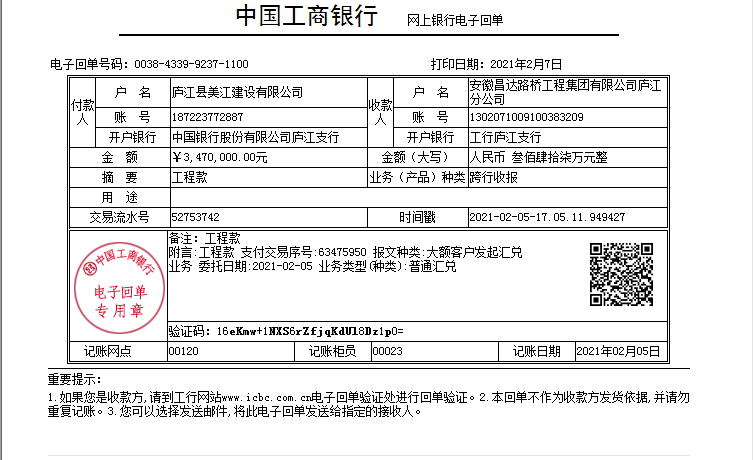 中国工商银行 网上银行电子回单
电子回单号码：0038-4339-9237-1100 打印日期：2021年2月7日
付款人 户 名 庐江县美江建设有限公司 收款人 户 名 安徽昌达路桥工程集团有限公司庐江分公司
账 号 187223772887 账 号 1302071009100383209
开户银行 中国银行股份有限公司庐江支行 开户银行 工行庐江支行
金 额 ￥3,470,000.00元 金额（大写） 人民币 叁佰肆拾柒万元整
摘 要 工程款 业务（产品）种类 跨行收报
用 途
交易流水号 52753742 时间戳 2021-02-05-17.05.11.949427
中国工商银行
电子回单
专用章
备注：工程款
附言:工程款 支付交易序号:63475950 报文种类:大额客户发起汇兑
业务 委托日期:2021-02-05 业务类型(种类):普通汇兑
验证码：16eKmw+1NXS6rZfjqKdUl8Dz1p0=
记账网点 00120 记账柜员 00023 记账日期 2021年02月05日
重要提示：
1.如果您是收款方,请到工行网站www.icbc.com.cn电子回单验证处进行回单验证。2.本回单不作为收款方发货依据,并请勿
重复记账。3.您可以选择发送邮件,将此电子回单发送给指定的接收人。